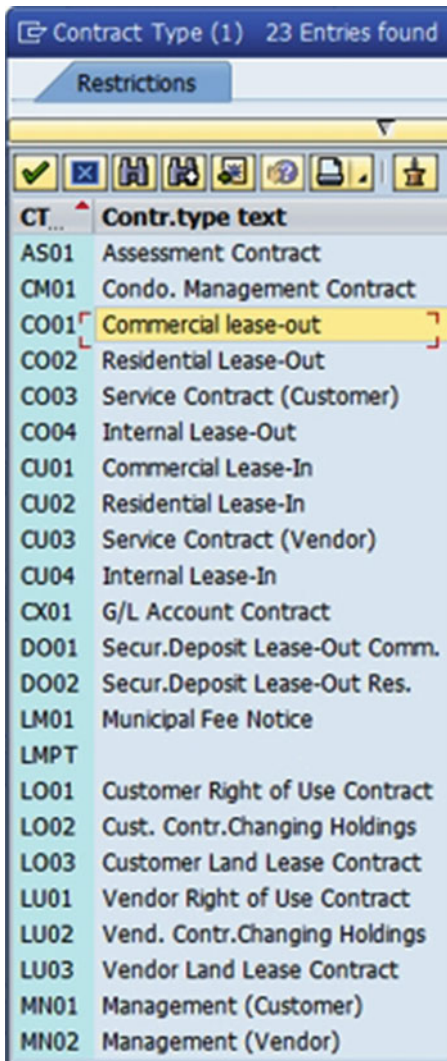 Contract Type (1) 23 Entries found
Restrictions
CT... Contr.type text
AS01 Assessment Contract
CM01 Condo. Management Contract
CO01 Commercial lease-out
CO02 Residential Lease-Out
CO03 Service Contract (Customer)
CO04 Internal Lease-Out
CU01 Commercial Lease-In
CU02 Residential Lease-In
CU03 Service Contract (Vendor)
CU04 Internal Lease-In
CX01 G/L Account Contract
DO01 Secur.Deposit Lease-Out Comm.
DO02 Secur.Deposit Lease-Out Res.
LM01 Municipal Fee Notice
LMPT
LO01 Customer Right of Use Contract
LO02 Cust. Contr.Changing Holdings
LO03 Customer Land Lease Contract
LU01 Vendor Right of Use Contract
LU02 Vend. Contr.Changing Holdings
LU03 Vendor Land Lease Contract
MN01 Management (Customer)
MN02 Management (Vendor)